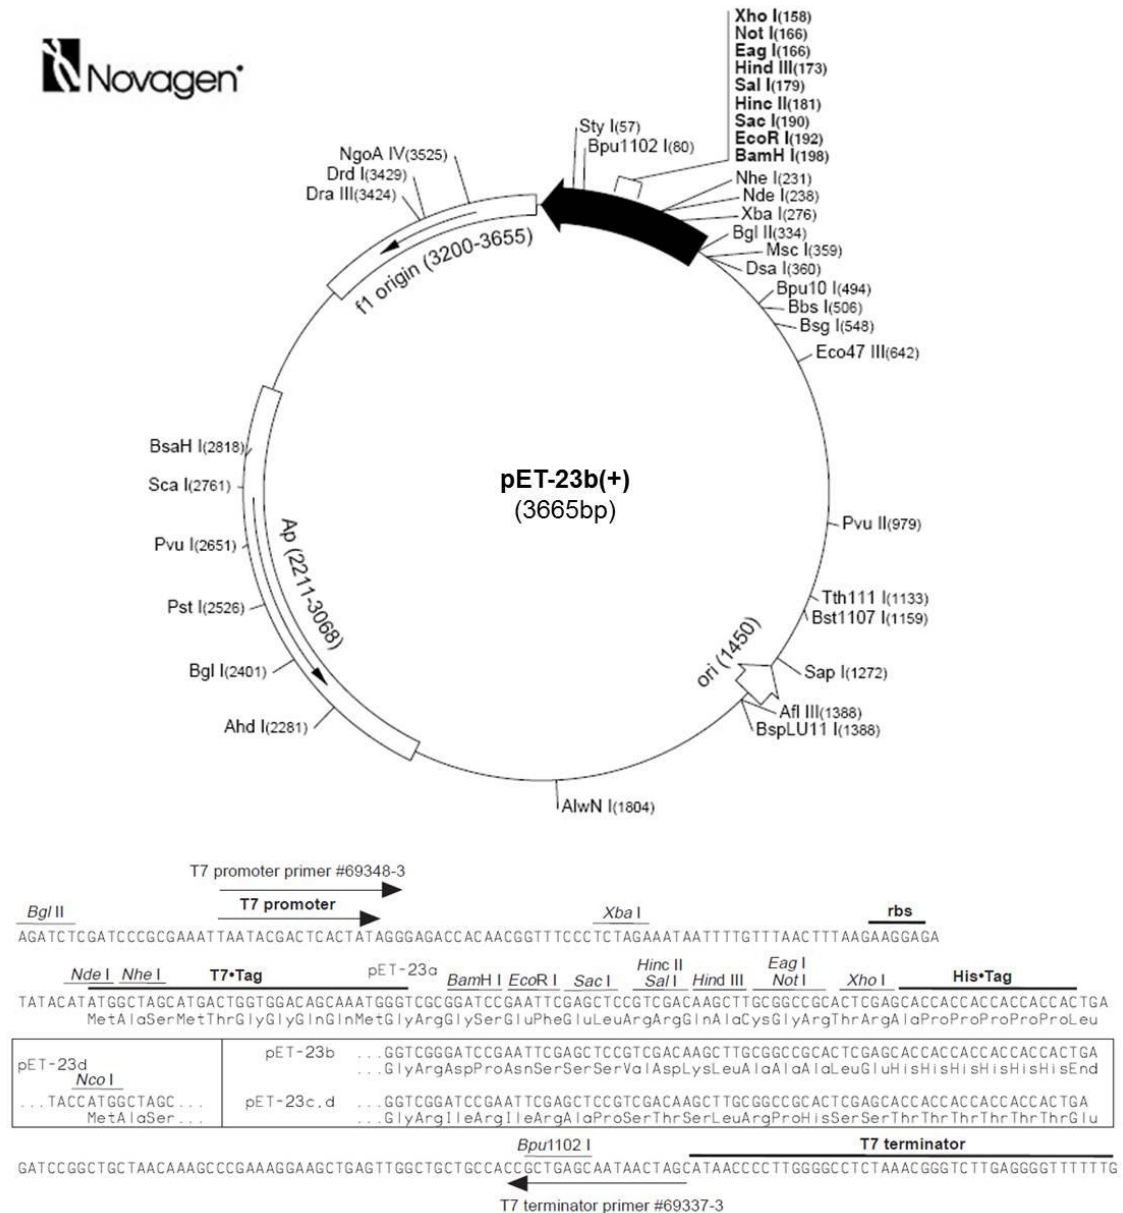 Novagen
Xho I(158)
Not I(166)
Eag I(166)
Hind III(173)
Sal I(179)
Hinc II(181)
Sac I(190)
EcoR I(192)
BamH I(198)
Sty I(57)
Bpu1102 I(80)
NgoA IV(3525)
Drd I(3429)
Dra III(3424)
Nhe I(231)
Nde I(238)
Xba I(276)
Bgl II(334)
Msc I(359)
Dsa I(360)
Bpu10 I(494)
Bbs I(506)
Bsg I(548)
Eco47 III(642)
f1 origin (3200-3655)
BsaH I(2818)
Sca I(2761)
Pvu I(2651)
Pst I(2526)
Bgl I(2401)
Ahd I(2281)
Ap (2211-3068)
pET-23b(+)
(3665bp)
Pvu II(979)
Tth111 I(1133)
Bst1107 I(1159)
ori (1450)
Sap I(1272)
Afl III(1388)
BspLU11 I(1388)
AlwN I(1804)
T7 promoter primer #69348-3
Bgl II T7 promoter Xba I rbs
AGATCTCGATCCCGCGAAATTAATACGACTCACTATAGGGAGACCACAACGGTTTCCCTCTAGAAATAATTTTGTTTAACTTTAAGAAGGAGA
Nde I Nhe I T7•Tag pET-23a BamH I EcoR I Sac I Hinc II Sal I Hind III Eag I Not I Xho I His•Tag
TATACATATGGCTAGCATGACTGGTGGACAGCAAATGGGTCGCGGATCCGAATTCGAGCTCCGTCGACAAGCTTGCGGCCGCACTCGAGCACCACCACCACCACCACTGA
MetAlaSerMetThrGlyGlyGlnGlnMetGlyArgGlySerGluPheGluLeuArgArgGlnAlaCysGlyArgThrArgAlaProProProProProLeu
pET-23b ...GGTCGGGATCCGAATTCGAGCTCCGTCGACAAGCTTGCGGCCGCACTCGAGCACCACCACCACCACCACTGA
...GlyArgAspProAsnSerSerSerValAspLysLeuAlaAlaAlaLeuGluHisHisHisHisHisHisEnd
pET-23d
Nco I
...TACCATGGCTAGC...
MetAlaSer...
pET-23c,d ...GGTCGGATCCGAATTCGAGCTCCGTCGACAAGCTTGCGGCCGCACTCGAGCACCACCACCACCACCACTGA
...GlyArgIleArgIleArgAlaProSerThrSerLeuArgProHisSerSerThrThrThrThrThrThrGlu
Bpu1102 I T7 terminator
GATCCGGCTGCTAACAAAGCCCGAAAGGAAGCTGAGTTGGCTGCTGCCACCGCTGAGCAATAACTAGCATAACCCCTTGGGGCCTCTAAACGGGTCTTGAGGGGTTTTTTG
T7 terminator primer #69337-3